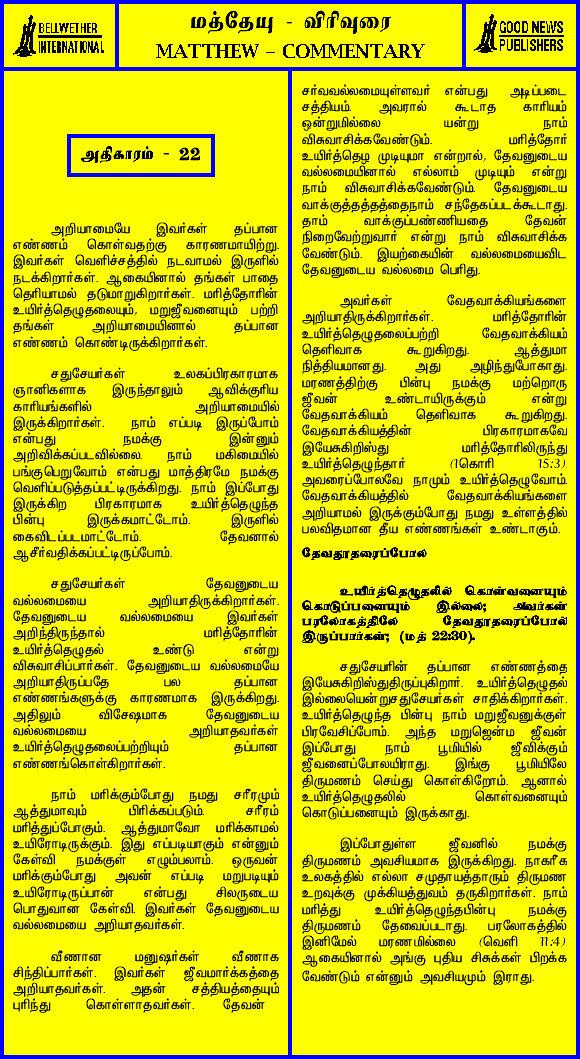 BELLWETHER
INTERNATIONAL
மத்தேயு - விரிவுரை
MATTHEW – COMMENTARY
GOOD NEWS
PUBLISHERS
அதிகாரம் - 22
அறியாமையே இவர்கள் தப்பான
எண்ணம் கொள்வதற்கு காரணமாயிற்று.
இவர்கள் வெளிச்சத்தில் நடவாமல் இருளில்
நடக்கிறார்கள். ஆகையினால் தங்கள் பாதை
தெரியாமல் தடுமாறுகிறார்கள். மரித்தோரின்
உயிர்த்தெழுதலையும், மறுஜீவனையும் பற்றி
தங்கள் அறியாமையினால் தப்பான
எண்ணம் கொண்டிருக்கிறார்கள்.
சதுசேயர்கள் உலகப்பிரகாரமாக
ஞானிகளாக இருந்தாலும் ஆவிக்குரிய
காரியங்களில் அறியாமையில்
இருக்கிறார்கள். நாம் எப்படி இருப்போம்
என்பது நமக்கு இன்னும்
அறிவிக்கப்படவில்லை. நாம் மகிமையில்
பங்குபெறுவோம் என்பது மாத்திரமே நமக்கு
வெளிப்படுத்தப்பட்டிருக்கிறது. நாம் இப்போது
இருக்கிற பிரகாரமாக உயிர்த்தெழுந்த
பின்பு இருக்கமாட்டோம். இருளில்
கைவிடப்படமாட்டோம். தேவனால்
ஆசீர்வதிக்கப்பட்டிருப்போம்.
சதுசேயர்கள் தேவனுடைய
வல்லமையை அறியாதிருக்கிறார்கள்.
தேவனுடைய வல்லமையை இவர்கள்
அறிந்திருந்தால் மரித்தோரின்
உயிர்த்தெழுதல் உண்டு என்று
விசுவாசிப்பார்கள். தேவனுடைய வல்லமையே
அறியாதிருப்பதே பல தப்பான
எண்ணங்களுக்கு காரணமாக இருக்கிறது.
அதிலும் விசேஷமாக தேவனுடைய
வல்லமையை அறியாதவர்கள்
உயிர்த்தெழுதலைப்பற்றியும் தப்பான
எண்ணங்கொள்கிறார்கள்.
நாம் மரிக்கும்போது நமது சரீரமும்
ஆத்துமாவும் பிரிக்கப்படும். சரீரம்
மரித்துப்போகும். ஆத்துமாவோ மரிக்காமல்
உயிரோடிருக்கும். இது எப்படியாகும் என்னும்
கேள்வி நமக்குள் எழும்பலாம். ஒருவன்
மரிக்கும்போது அவன் எப்படி மறுபடியும்
உயிரோடிருப்பான் என்பது சிலருடைய
பொதுவான கேள்வி. இவர்கள் தேவனுடைய
வல்லமையை அறியாதவர்கள்.
வீணான மனுஷர்கள் வீணாக
சிந்திப்பார்கள். இவர்கள் ஜீவமார்க்கத்தை
அறியாதவர்கள். அதன் சத்தியத்தையும்
புரிந்து கொள்ளாதவர்கள். தேவன்
சர்வவல்லமையுள்ளவர் என்பது அடிப்படை
சத்தியம். அவரால் கூடாத காரியம்
ஒன்றுமில்லை யன்று நாம்
விசுவாசிக்கவேண்டும். மரித்தோர்
உயிர்த்தெழ முடியுமா என்றால், தேவனுடைய
வல்லமையினால் எல்லாம் முடியும் என்று
நாம் விசுவாசிக்கவேண்டும். தேவனுடைய
வாக்குத்தத்தத்தைநாம் சந்தேகப்படக்கூடாது.
தாம் வாக்குப்பண்ணியதை தேவன்
நிறைவேற்றுவார் என்று நாம் விசுவாசிக்க
வேண்டும். இயற்கையின் வல்லமையைவிட
தேவனுடைய வல்லமை பெரிது.
அவர்கள் வேதவாக்கியங்களை
அறியாதிருக்கிறார்கள். மரித்தோரின்
உயிர்த்தெழுதலைப்பற்றி வேதவாக்கியம்
தெளிவாக கூறுகிறது. ஆத்துமா
நித்தியமானது. அது அழிந்துபோகாது.
மரணத்திற்கு பின்பு நமக்கு மற்றொரு
ஜீவன் உண்டாயிருக்கும் என்று
வேதவாக்கியம் தெளிவாக கூறுகிறது.
வேதவாக்கியத்தின் பிரகாரமாகவே
இயேசுகிறிஸ்து மரித்தோரிலிருந்து
உயிர்த்தெழுந்தார் (1கொரி 15:3).
அவரைப்போலவே நாமும் உயிர்த்தெழுவோம்.
வேதவாக்கியத்தில் வேதவாக்கியங்களை
அறியாமல் இருக்கும்போது நமது உள்ளத்தில்
பலவிதமான தீய எண்ணங்கள் உண்டாகும்.
தேவதூதரைப்போல்
உயிர்த்தெழுதலில் கொள்வனையும்
கொடுப்பனையும் இல்லை; அவர்கள்
பரலோகத்திலே தேவதூதரைப்போல்
இருப்பார்கள்; (மத் 22:30).
சதுசேயரின் தப்பான எண்ணத்தை
இயேசுகிறிஸ்துதிருப்புகிறார். உயிர்த்தெழுதல்
இல்லையென்றுசதுசேயர்கள் சாதிக்கிறார்கள்.
உயிர்த்தெழுந்த பின்பு நாம் மறுஜீவனுக்குள்
பிரவேசிப்போம். அந்த மறுஜென்ம ஜீவன்
இப்போது நாம் பூமியில் ஜீவிக்கும்
ஜீவனைப்போலயிராது. இங்கு பூமியிலே
திருமணம் செய்து கொள்கிறோம். ஆனால்
உயிர்த்தெழுதலில் கொள்வனையும்
கொடுப்பனையும் இருக்காது.
இப்போதுள்ள ஜீவனில் நமக்கு
திருமணம் அவசியமாக இருக்கிறது. நாகரீக
உலகத்தில் எல்லா சமுதாயத்தாரும் திருமண
உறவுக்கு முக்கியத்துவம் தருகிறார்கள். நாம்
மரித்து உயிர்த்தெழுந்தபின்பு நமக்கு
திருமணம் தேவைப்படாது. பரலோகத்தில்
இனிமேல் மரணமில்லை (வெளி 11:4).
ஆகையினால் அங்கு புதிய சிசுக்கள் பிறக்க
வேண்டும் என்னும் அவசியமும் இராது.